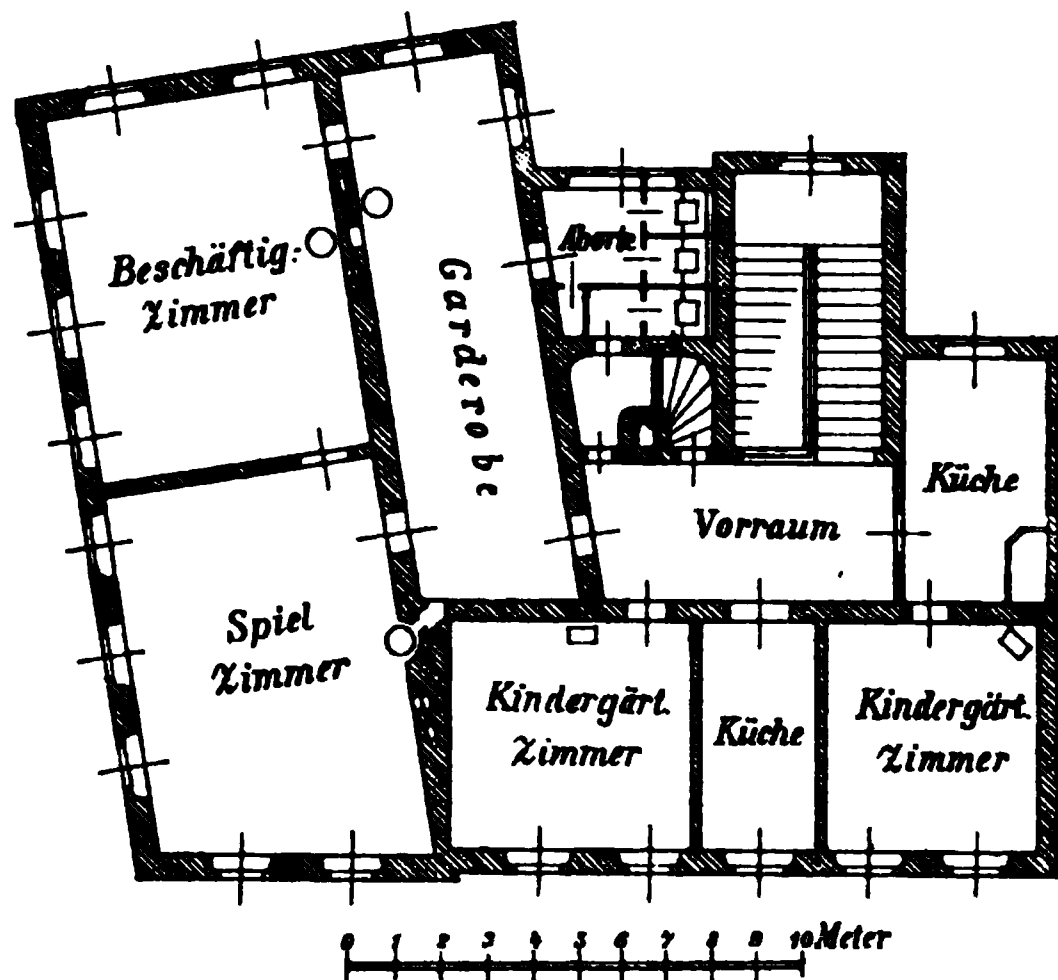 Beschäftig:
Zimmer
Garderobe
Aborte
Küche
Vorraum
Spiel
Zimmer
Kindergärt.
Zimmer
Küche
Kindergärt.
Zimmer
0 1 2 3 4 5 6 7 8 9 10 Meter